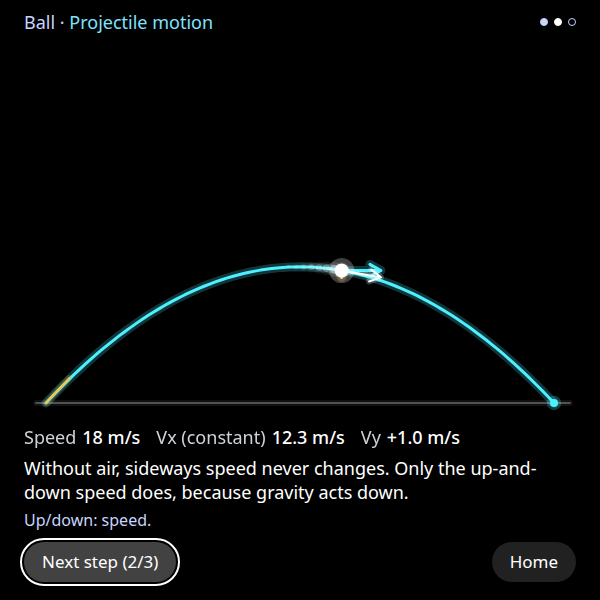 Ball · Projectile motion
Speed 18 m/s Vx (constant) 12.3 m/s Vy +1.0 m/s
Without air, sideways speed never changes. Only the up-and-
down speed does, because gravity acts down.
Up/down: speed.
Next step (2/3) Home